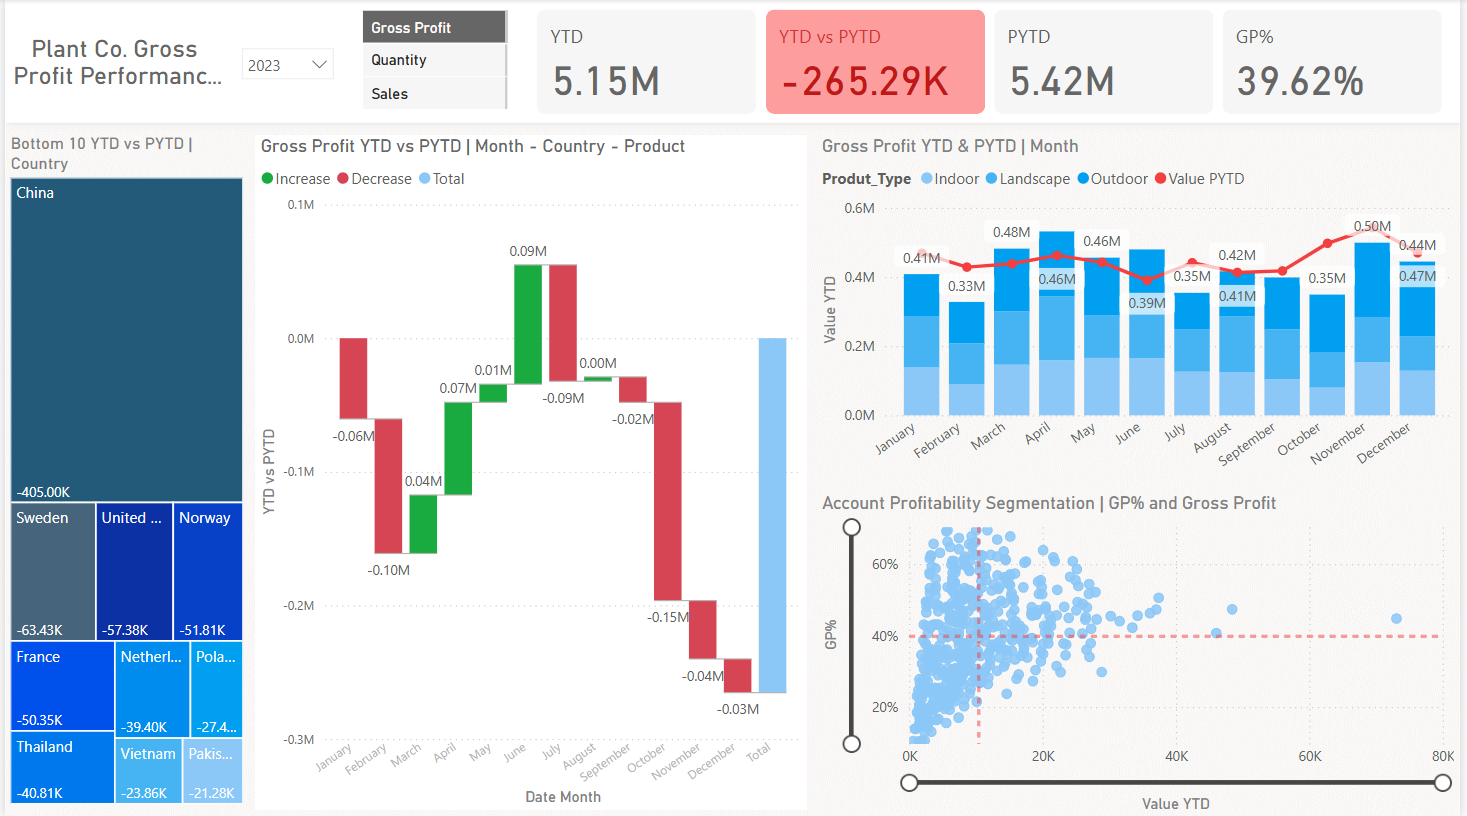 Plant Co. Gross
Profit Performanc...
2023
Gross Profit
Quantity
Sales
YTD
5.15M
YTD vs PYTD
-265.29K
PYTD
5.42M
GP%
39.62%
Bottom 10 YTD vs PYTD |
Country
China
-405.00K
Sweden
-63.43K
United ...
-57.38K
Norway
-51.81K
France
-50.35K
Netherl...
-39.40K
Pola...
-27.4...
Thailand
-40.81K
Vietnam
-23.86K
Pakis...
-21.28K
Gross Profit YTD vs PYTD | Month - Country - Product
Increase Decrease Total
0.1M
0.0M
-0.1M
-0.2M
-0.3M
YTD vs PYTD
-0.06M
-0.10M
0.04M
0.07M
0.01M
0.09M
-0.09M
0.00M
-0.02M
-0.15M
-0.04M
-0.03M
January
February
March
April
May
June
July
August
September
October
November
December
Total
Date Month
Gross Profit YTD & PYTD | Month
Produt_Type Indoor Landscape Outdoor Value PYTD
0.6M
0.4M
0.2M
0.0M
Value YTD
0.41M
0.33M
0.48M
0.46M
0.46M
0.39M
0.35M
0.42M
0.41M
0.35M
0.50M
0.44M
0.47M
January
February
March
April
May
June
July
August
September
October
November
December
Account Profitability Segmentation | GP% and Gross Profit
60%
40%
20%
GP%
0K
20K
40K
60K
80K
Value YTD